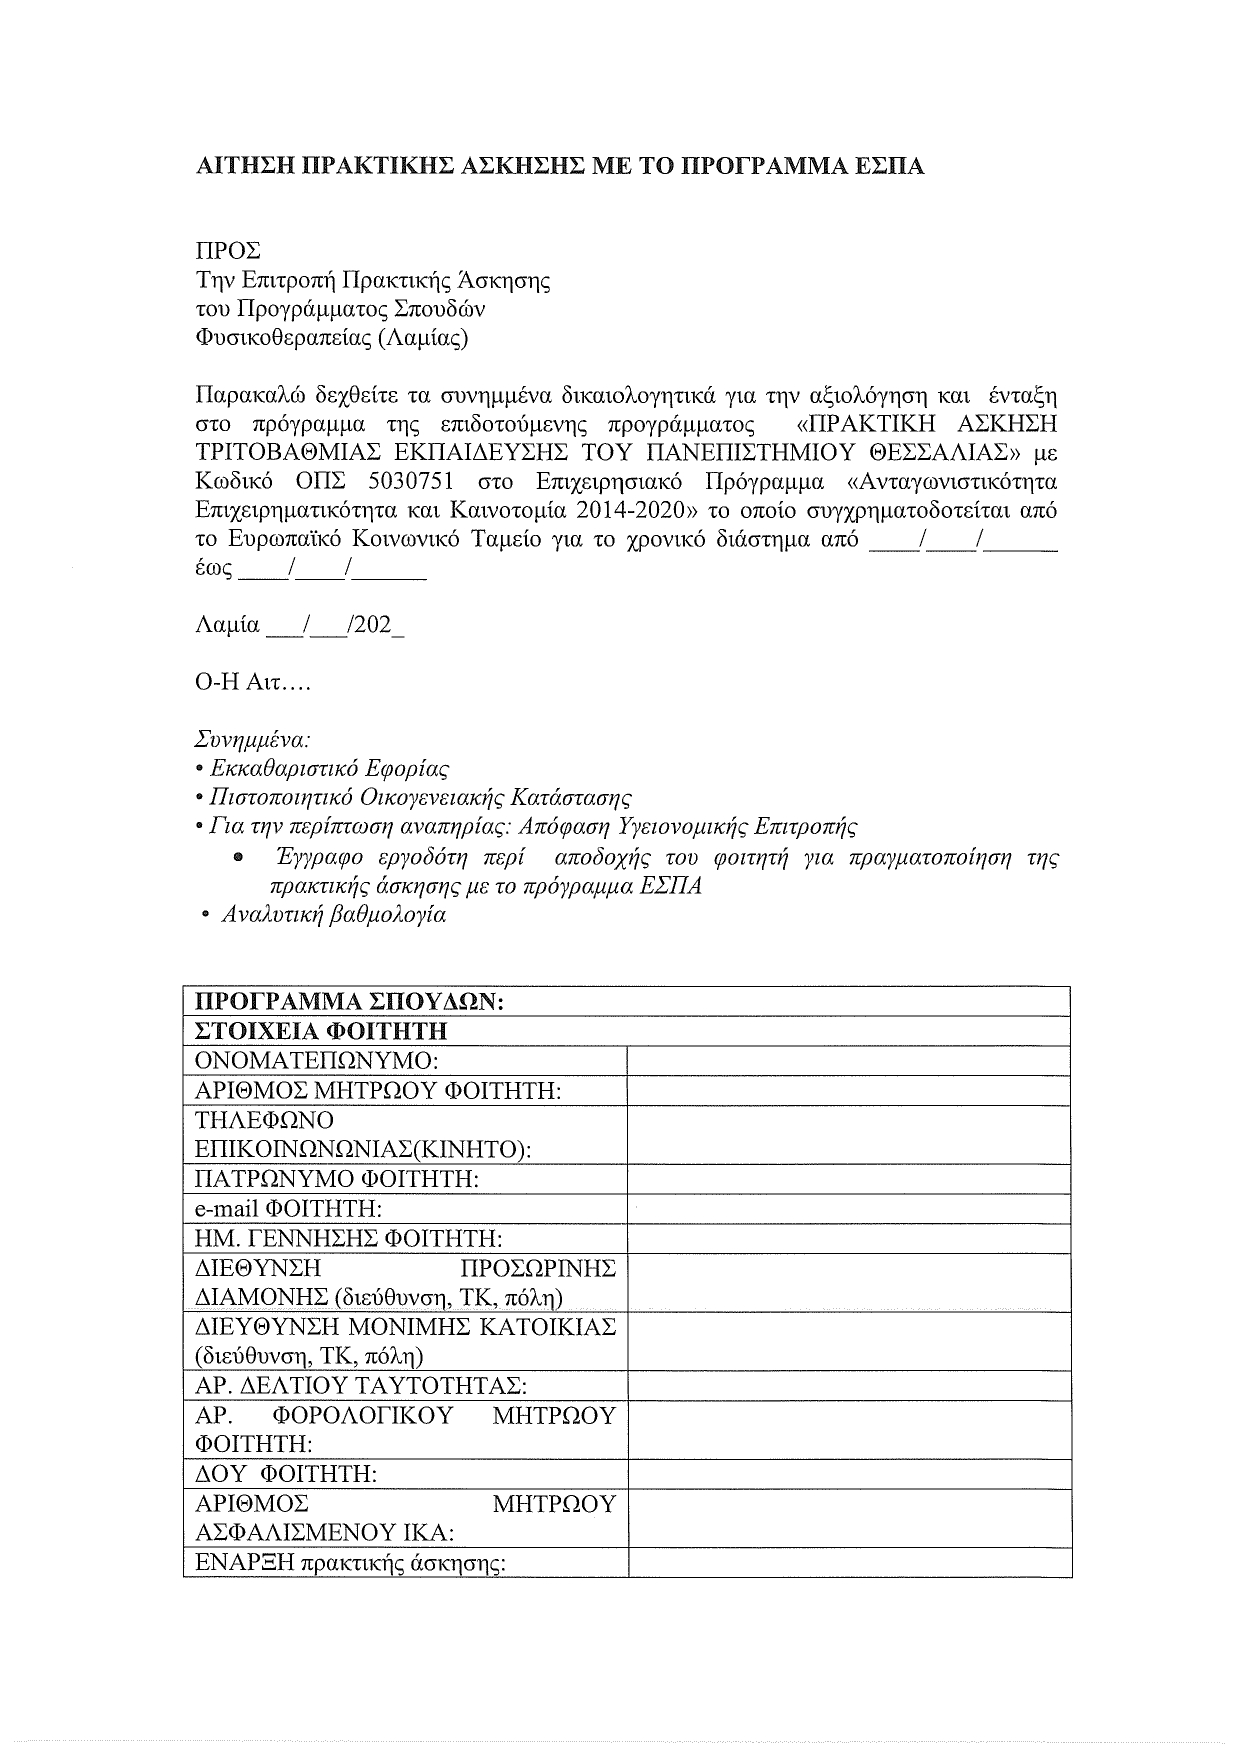 ΑΙΤΗΣΗ ΠΡΑΚΤΙΚΗΣ ΑΣΚΗΣΗΣ ΜΕ ΤΟ ΠΡΟΓΡΑΜΜΑ ΕΣΠΑ
ΠΡΟΣ
Την Επιτροπή Πρακτικής Άσκησης
του Προγράμματος Σπουδών
Φυσικοθεραπείας (Λαμίας)
Παρακαλώ δεχθείτε τα συνημμένα δικαιολογητικά για την αξιολόγηση και ένταξη
στο πρόγραμμα της επιδοτούμενης προγράμματος «ΠΡΑΚΤΙΚΗ ΑΣΚΗΣΗ
ΤΡΙΤΟΒΑΘΜΙΑΣ ΕΚΠΑΙΔΕΥΣΗΣ ΤΟΥ ΠΑΝΕΠΙΣΤΗΜΙΟΥ ΘΕΣΣΑΛΙΑΣ» με
Κωδικό ΟΠΣ 5030751 στο Επιχειρησιακό Πρόγραμμα «Ανταγωνιστικότητα
Επιχειρηματικότητα και Καινοτομία 2014-2020» το οποίο συγχρηματοδοτείται από
το Ευρωπαϊκό Κοινωνικό Ταμείο για το χρονικό διάστημα από ____/____/______
έως ____/____/______
Λαμία ___/___/202_
Ο-Η Αιτ….
Συνημμένα:
• Εκκαθαριστικό Εφορίας
• Πιστοποιητικό Οικογενειακής Κατάστασης
• Για την περίπτωση αναπηρίας: Απόφαση Υγειονομικής Επιτροπής
• Έγγραφο εργοδότη περί αποδοχής του φοιτητή για πραγματοποίηση της
πρακτικής άσκησης με το πρόγραμμα ΕΣΠΑ
• Αναλυτική βαθμολογία
ΠΡΟΓΡΑΜΜΑ ΣΠΟΥΔΩΝ:
ΣΤΟΙΧΕΙΑ ΦΟΙΤΗΤΗ
ΟΝΟΜΑΤΕΠΩΝΥΜΟ:
ΑΡΙΘΜΟΣ ΜΗΤΡΩΟΥ ΦΟΙΤΗΤΗ:
ΤΗΛΕΦΩΝΟ
ΕΠΙΚΟΙΝΩΝΩΝΙΑΣ(ΚΙΝΗΤΟ):
ΠΑΤΡΩΝΥΜΟ ΦΟΙΤΗΤΗ:
e-mail ΦΟΙΤΗΤΗ:
ΗΜ. ΓΕΝΝΗΣΗΣ ΦΟΙΤΗΤΗ:
ΔΙΕΘΥΝΣΗ ΠΡΟΣΩΡΙΝΗΣ
ΔΙΑΜΟΝΗΣ (διεύθυνση, ΤΚ, πόλη)
ΔΙΕΥΘΥΝΣΗ ΜΟΝΙΜΗΣ ΚΑΤΟΙΚΙΑΣ
(διεύθυνση, ΤΚ, πόλη)
ΑΡ. ΔΕΛΤΙΟΥ ΤΑΥΤΟΤΗΤΑΣ:
ΑΡ. ΦΟΡΟΛΟΓΙΚΟΥ ΜΗΤΡΩΟΥ
ΦΟΙΤΗΤΗ:
ΔΟΥ ΦΟΙΤΗΤΗ:
ΑΡΙΘΜΟΣ ΜΗΤΡΩΟΥ
ΑΣΦΑΛΙΣΜΕΝΟΥ ΙΚΑ:
ΕΝΑΡΞΗ πρακτικής άσκησης: